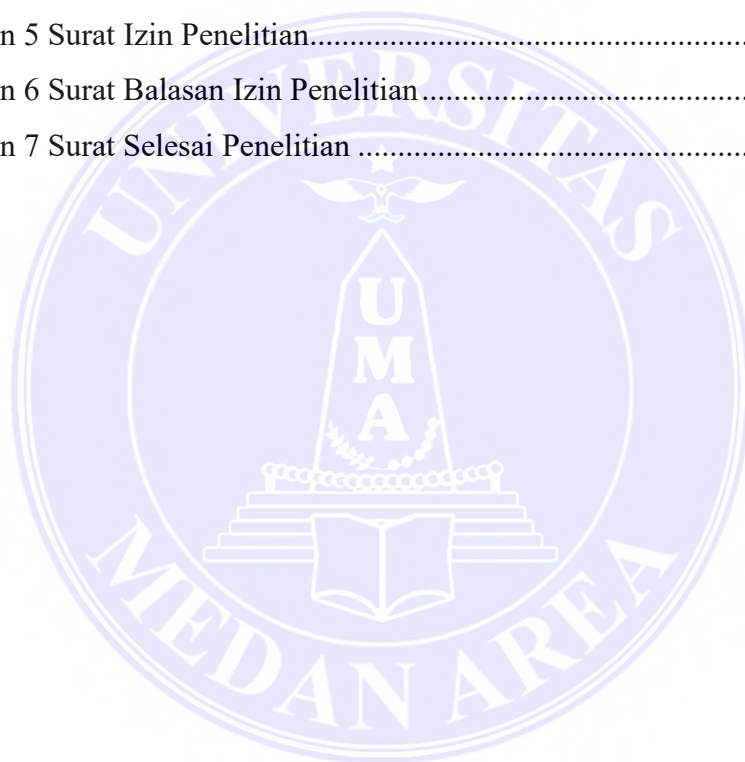 n 5 Surat Izin Penelitian......................................................
n 6 Surat Balasan Izin Penelitian........................................
n 7 Surat Selesai Penelitian ................................................
UNIVERSITAS
UMA
MEDAN AREA